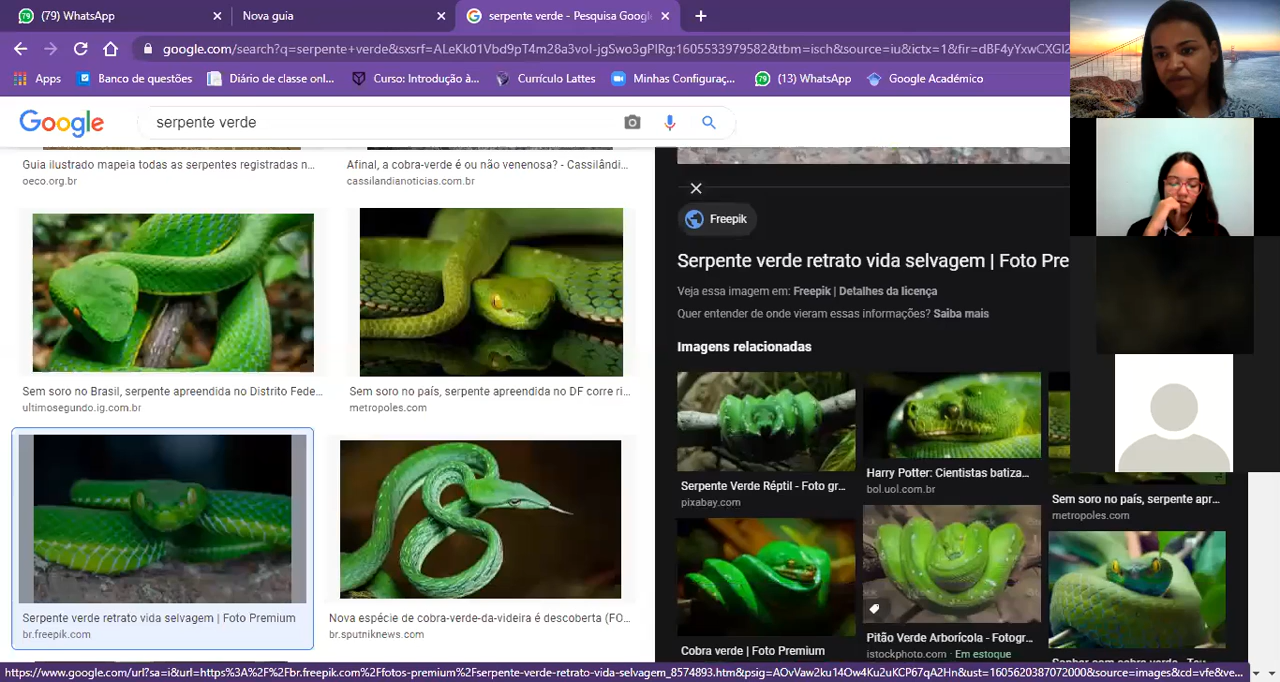 (79) WhatsApp
Nova guia
serpente verde - Pesquisa Googl
google.com/search?q=serpente+verde&sxsrf=ALeKk01Vbd9pT4m28a3voI-jgSwo3gPIRg:1605533979582&tbm=isch&source=iu&ictx=1&fir=dBF4yYxwCXGI2
Apps
Banco de questões
Diário de classe onl...
Curso: Introdução à...
Currículo Lattes
Minhas Configuraç...
(13) WhatsApp
Google Acadêmico
Google
serpente verde
Guia ilustrado mapeia todas as serpentes registradas n...
oeco.org.br
Afinal, a cobra-verde é ou não venenosa? - Cassilândi...
cassilandianoticias.com.br
Sem soro no Brasil, serpente apreendida no Distrito Fede...
ultimosegundo.ig.com.br
Sem soro no país, serpente apreendida no DF corre ri...
metropoles.com
Serpente verde retrato vida selvagem | Foto Premium
br.freepik.com
Nova espécie de cobra-verde-da-videira é descoberta (FO...
br.sputniknews.com
Freepik
Serpente verde retrato vida selvagem | Foto Pre
Veja essa imagem em: Freepik | Detalhes da licença
Quer entender de onde vieram essas informações? Saiba mais
Imagens relacionadas
Serpente Verde Réptil - Foto gr...
pixabay.com
Harry Potter: Cientistas batiza...
bol.uol.com.br
Sem soro no país, serpente apr...
metropoles.com
Cobra verde | Foto Premium
Pitão Verde Arborícola - Fotogr...
istockphoto.com · Em estoque
https://www.google.com/url?sa=i&url=https%3A%2F%2Fbr.freepik.com%2Ffotos-premium%2Fserpente-verde-retrato-vida-selvagem_8574893.htm&psig=AOvVaw2ku14Ow4Ku2uKCP67qA2Hn&ust=1605620387072000&source=images&cd=vfe&ve...